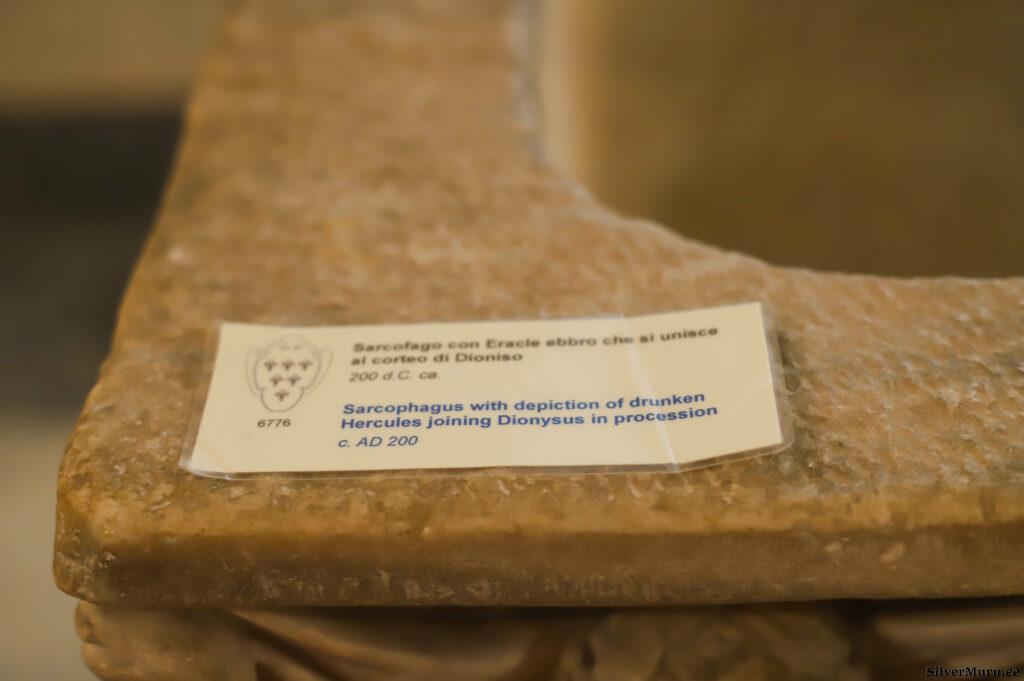 Sarcofago con Eracle ebbro che si unisce
al corteo di Dioniso
200 d.C. ca.
6776
Sarcophagus with depiction of drunken
Hercules joining Dionysus in procession
c. AD 200
SilverMuru.ee